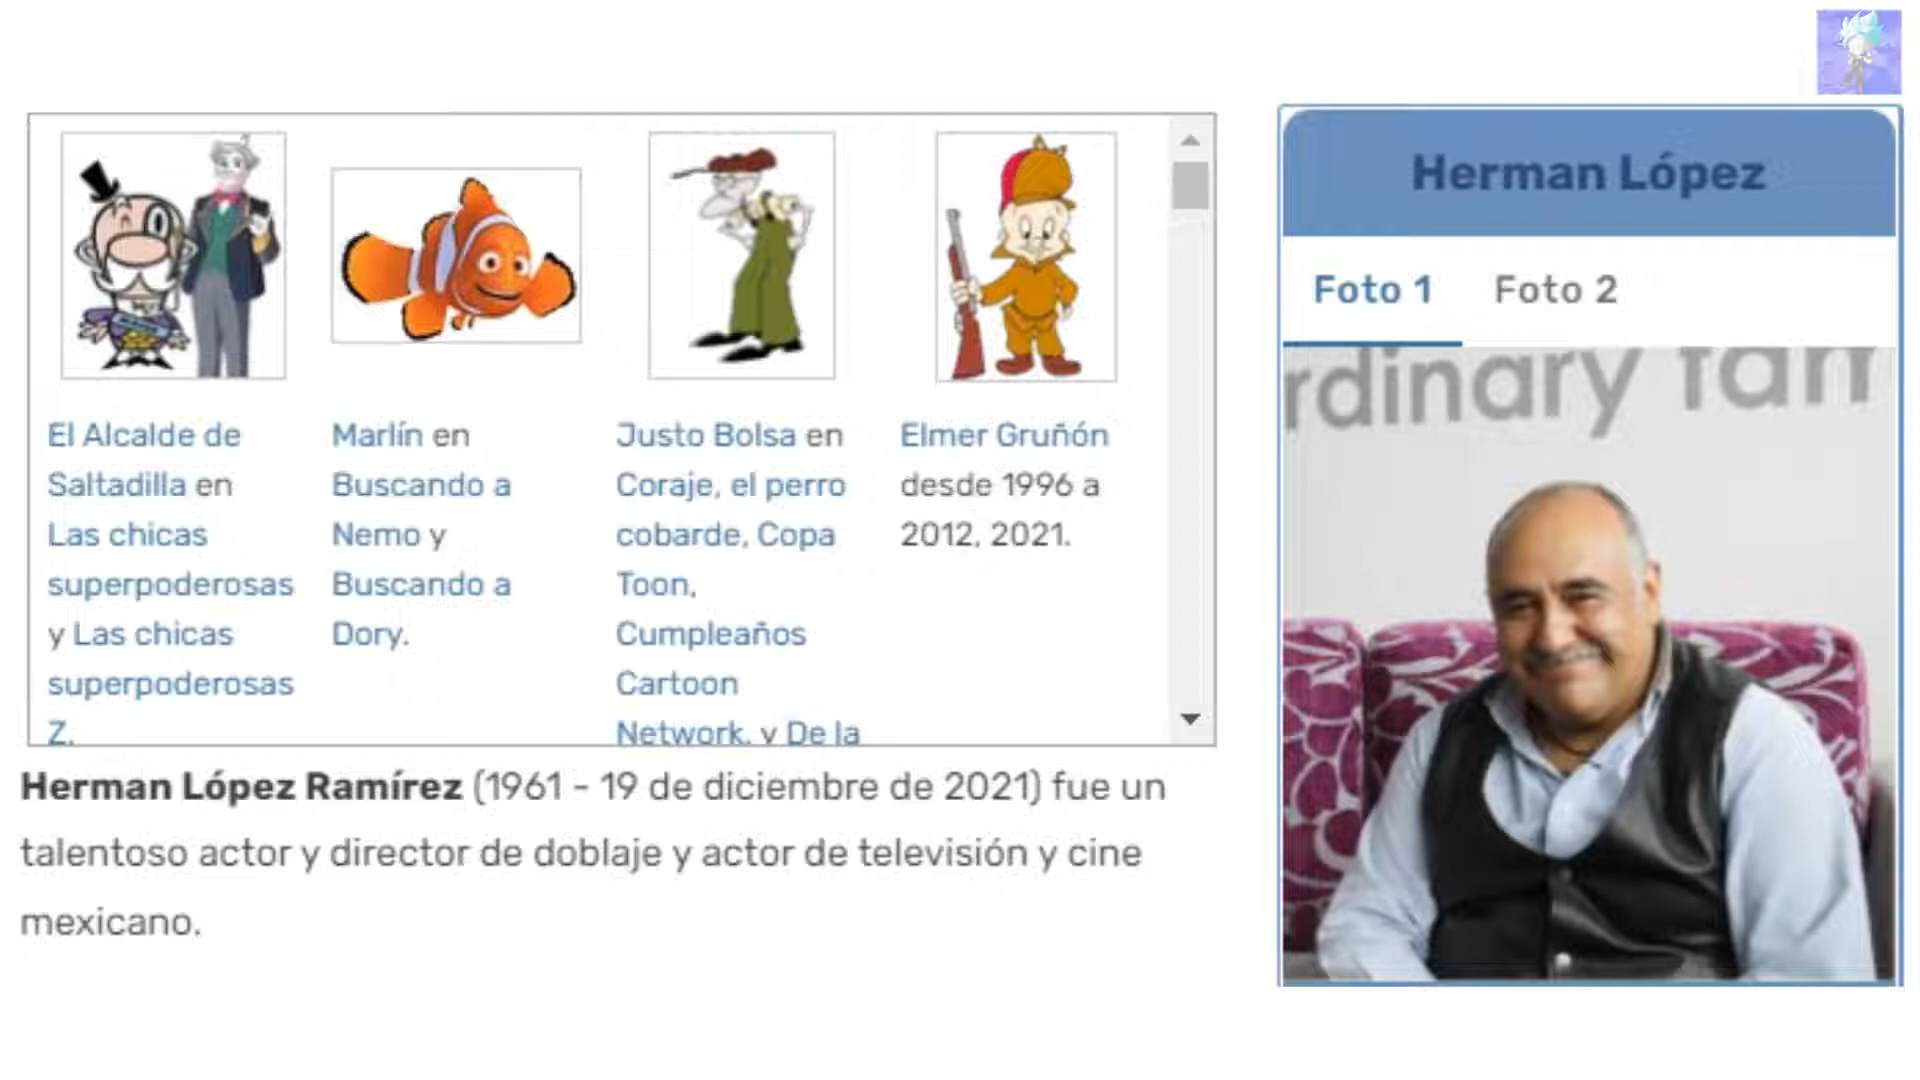 El Alcalde de
Saltadilla en
Las chicas
superpoderosas
y Las chicas
superpoderosas
Z.
Marlín en
Buscando a
Nemo y
Buscando a
Dory.
Justo Bolsa en
Coraje, el perro
cobarde, Copa
Toon,
Cumpleaños
Cartoon
Network, y De la
Elmer Gruñón
desde 1996 a
2012, 2021.
Herman López Ramírez (1961 - 19 de diciembre de 2021) fue un
talentoso actor y director de doblaje y actor de televisión y cine
mexicano.
Herman López
Foto 1 Foto 2
rdinary fam